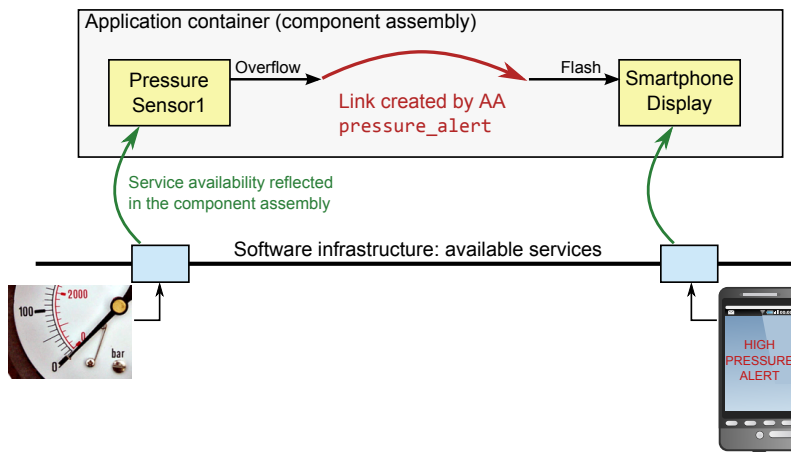 Application container (component assembly)
Pressure
Sensor1
Overflow
Link created by AA
pressure_alert
Flash
Smartphone
Display
Service availability reflected
in the component assembly
Software infrastructure: available services
2000
100
0
0
bar
HIGH
PRESSURE
ALERT